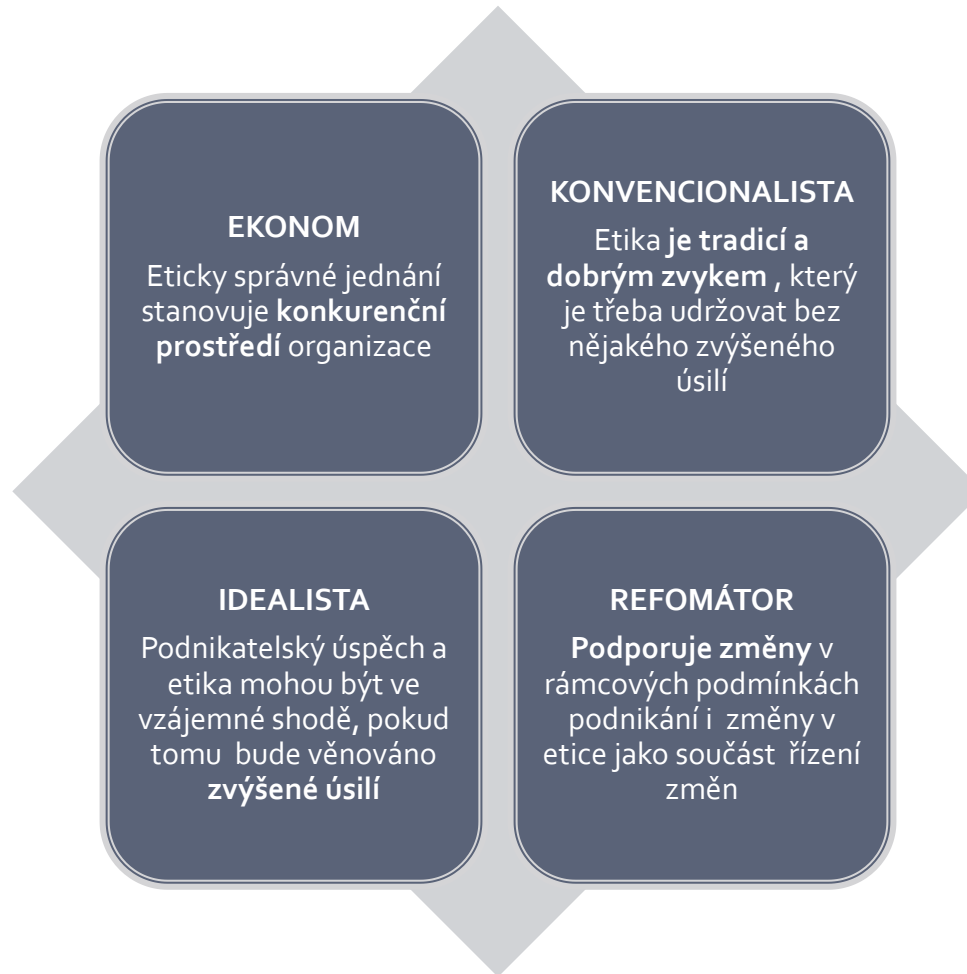 EKONOM
Eticky správné jednání
stanovuje konkurenční
prostředí organizace
KONVENCIONALISTA
Etika je tradicí a
dobrým zvykem , který
je třeba udržovat bez
nějakého zvýšeného
úsilí
IDEALISTA
Podnikatelský úspěch a
etika mohou být ve
vzájemné shodě, pokud
tomu  bude věnováno
zvýšené úsilí
REFOMÁTOR
Podporuje změny v
rámcových podmínkách
podnikání i  změny v
etice jako součást  řízení
změn